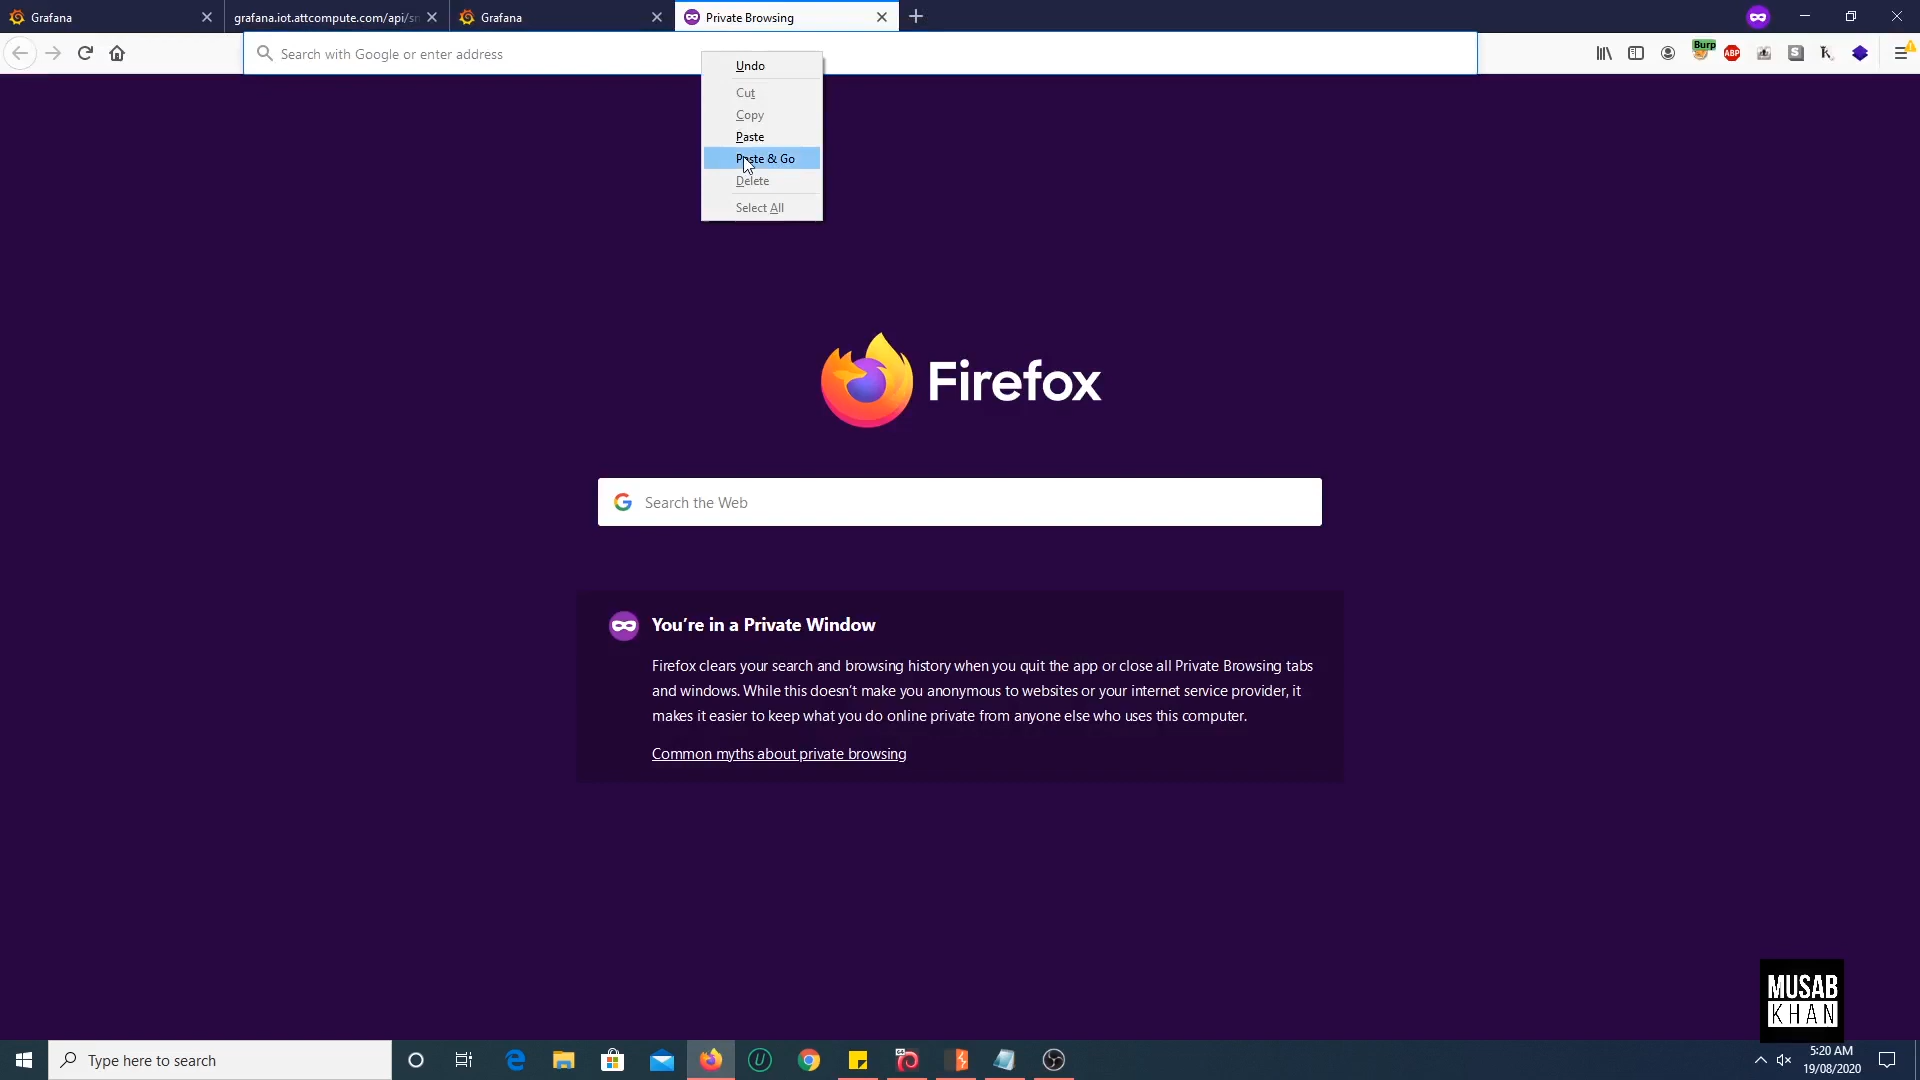 Grafana
grafana.iot.attcompute.com/api/sn
Grafana
Private Browsing
Search with Google or enter address
Burp
ABP
S
Undo
Cut
Copy
Paste
Paste & Go
Delete
Select All
Firefox
Search the Web
You're in a Private Window
Firefox clears your search and browsing history when you quit the app or close all Private Browsing tabs
and windows. While this doesn't make you anonymous to websites or your internet service provider, it
makes it easier to keep what you do online private from anyone else who uses this computer.
Common myths about private browsing
MUSAB
KHAN
Type here to search
5:20 AM
19/08/2020